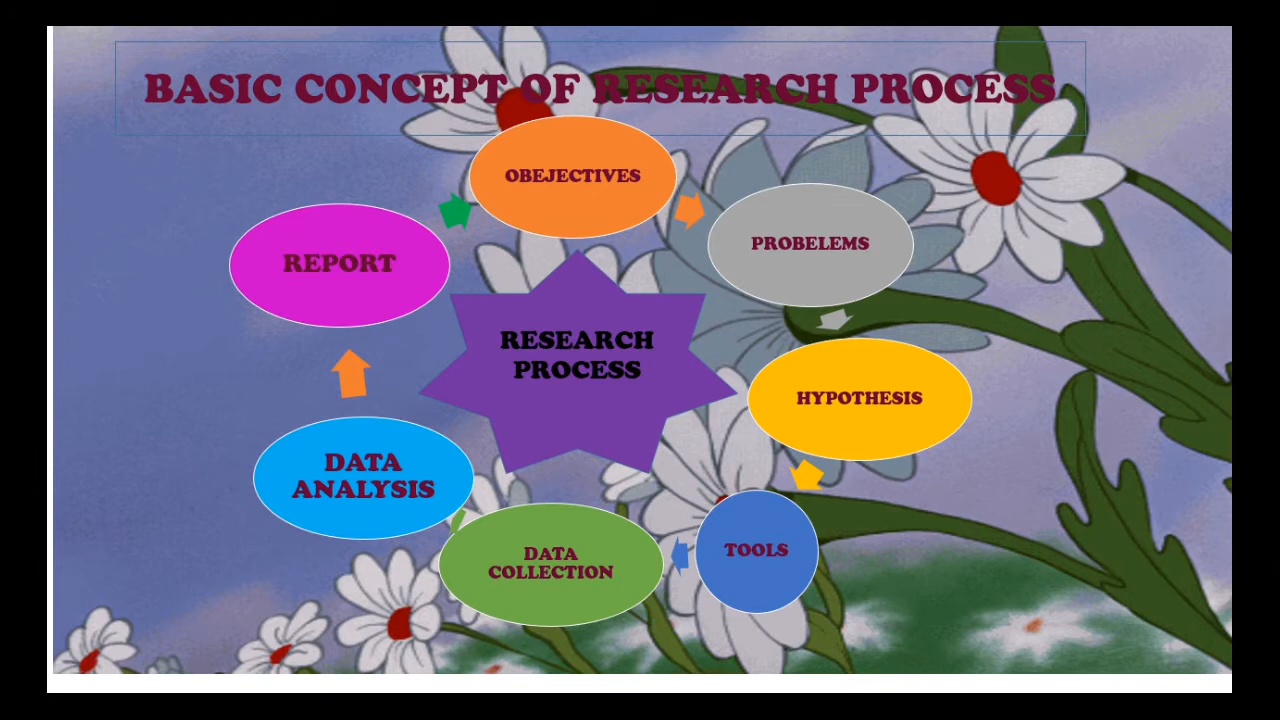 BASIC CONCEPT OF RESEARCH PROCESS
OBEJECTIVES
PROBELEMS
HYPOTHESIS
TOOLS
DATA
COLLECTION
DATA
ANALYSIS
REPORT
RESEARCH
PROCESS